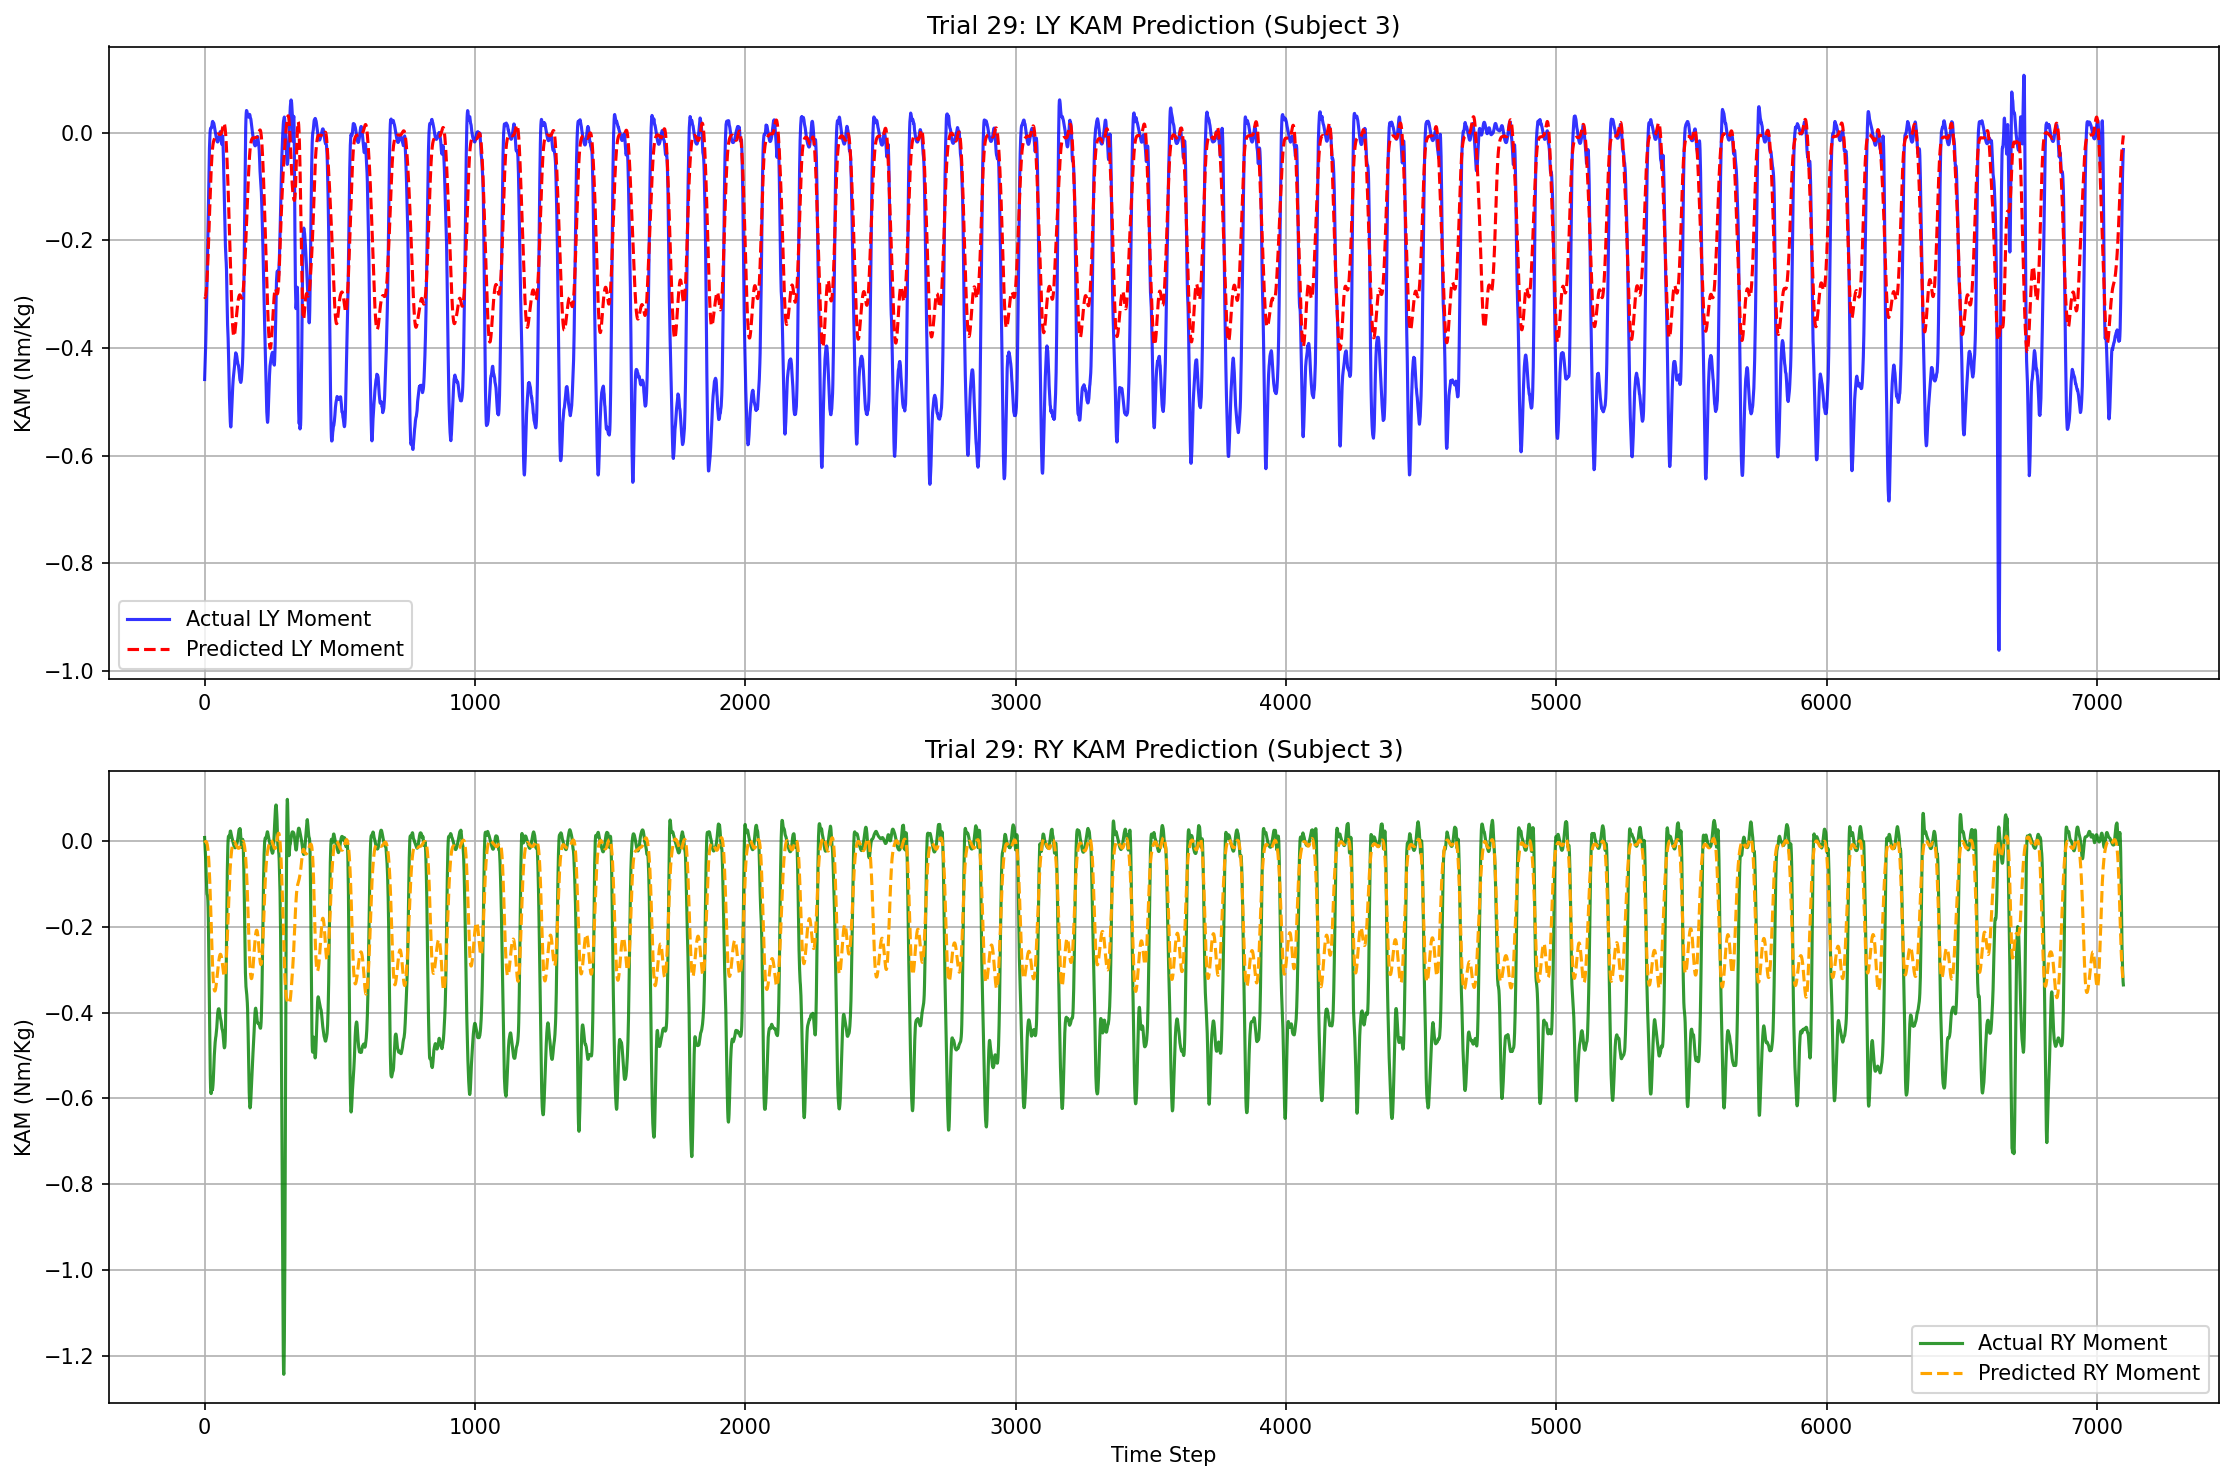 Trial 29: LY KAM Prediction (Subject 3)
KAM (Nm/Kg)
0.0
−0.2
−0.4
−0.6
−0.8
−1.0
Actual LY Moment
Predicted LY Moment
0 1000 2000 3000 4000 5000 6000 7000
Trial 29: RY KAM Prediction (Subject 3)
KAM (Nm/Kg)
0.0
−0.2
−0.4
−0.6
−0.8
−1.0
−1.2
Actual RY Moment
Predicted RY Moment
0 1000 2000 3000 4000 5000 6000 7000
Time Step